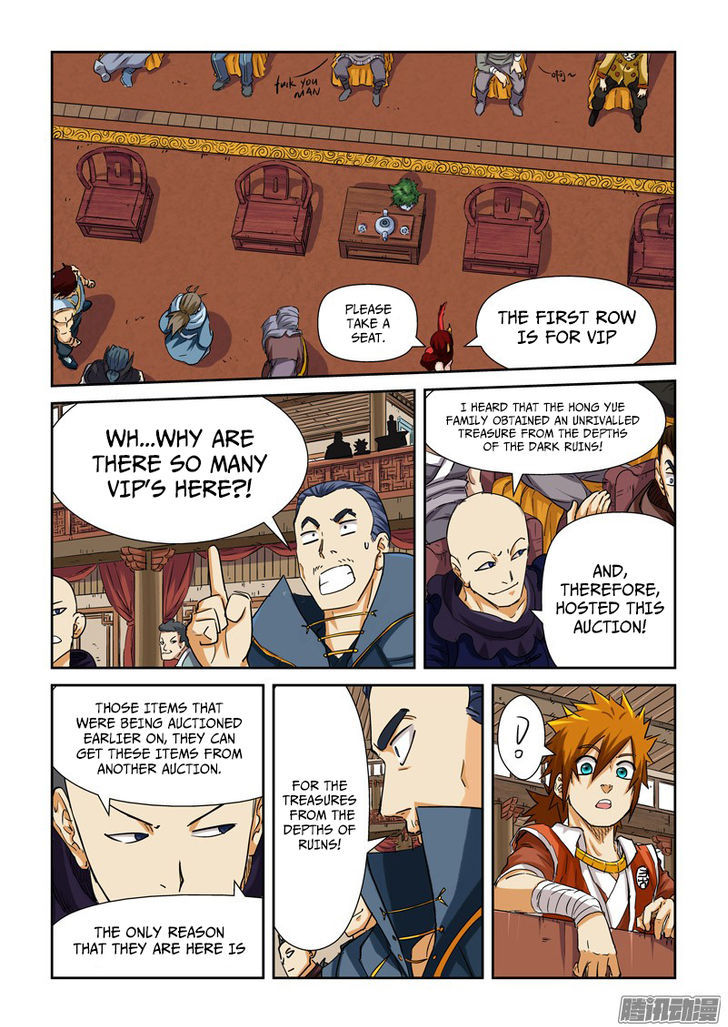 fuck you
MAN
PLEASE
TAKE A
SEAT.
THE FIRST ROW
IS FOR VIP
WH...WHY ARE
THERE SO MANY
VIP'S HERE?!
I HEARD THAT THE HONG YUE
FAMILY OBTAINED AN UNRIVALLED
TREASURE FROM THE DEPTHS
OF THE DARK RUINS!
AND,
THEREFORE,
HOSTED THIS
AUCTION!
THOSE ITEMS THAT
WERE BEING AUCTIONED
EARLIER ON, THEY CAN
GET THESE ITEMS FROM
ANOTHER AUCTION.
THE ONLY REASON
THAT THEY ARE HERE IS
FOR THE
TREASURES
FROM THE
DEPTHS OF
RUINS!
?
腾讯动漫